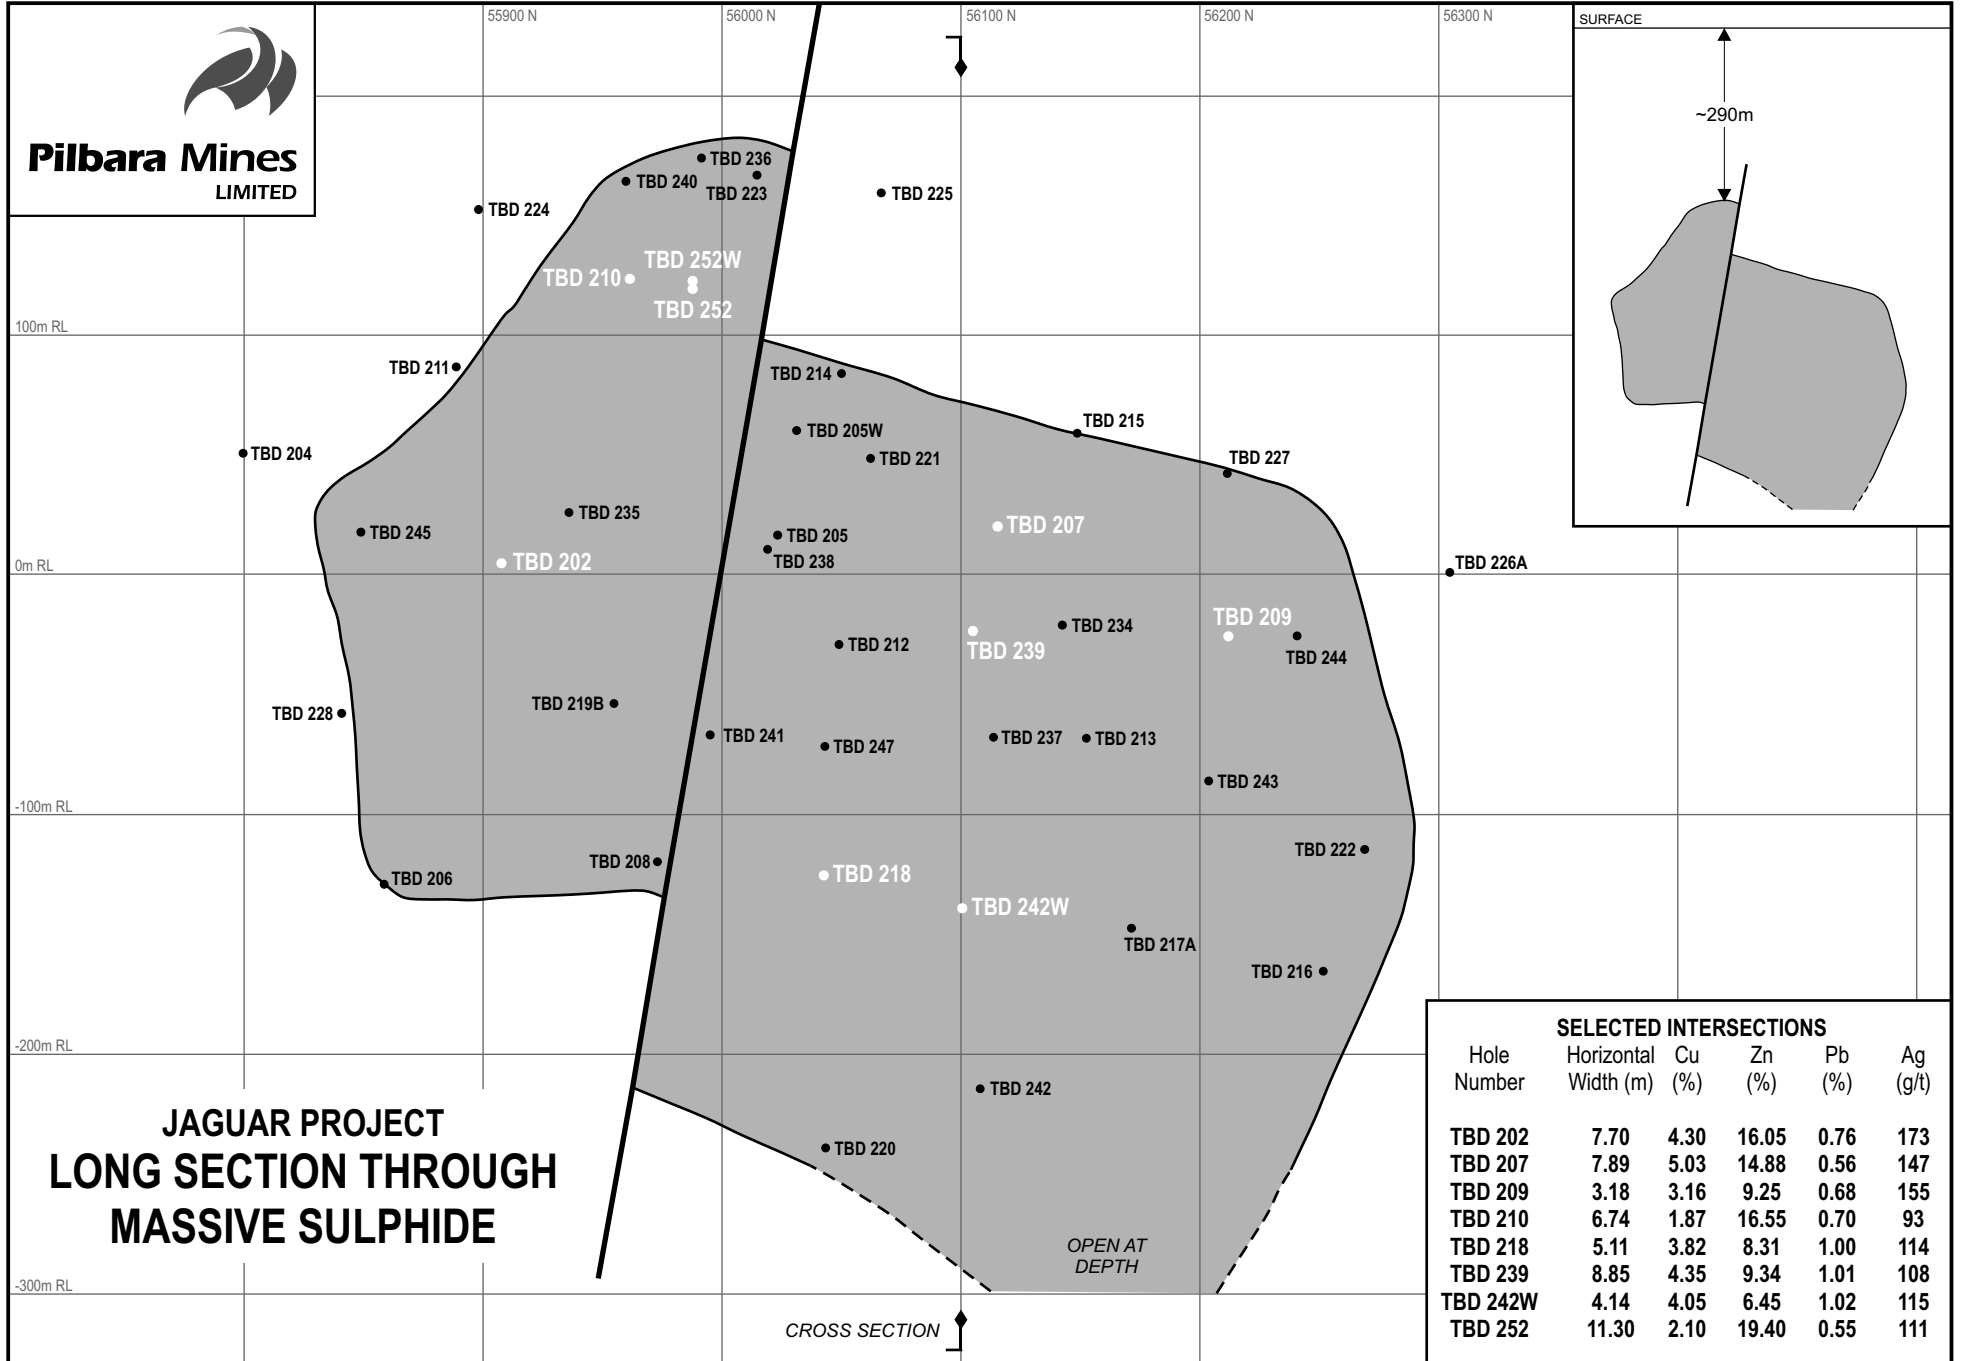 55900 N
56000 N
56100 N
56200 N
56300 N
SURFACE
~290m
Pilbara Mines
LIMITED
TBD 236
TBD 240
TBD 223
TBD 225
TBD 224
TBD 252W
TBD 210
TBD 252
100m RL
TBD 211
TBD 214
TBD 215
TBD 205W
TBD 204
TBD 221
TBD 227
TBD 235
TBD 207
TBD 245
TBD 205
TBD 202
TBD 238
TBD 226A
0m RL
TBD 209
TBD 234
TBD 212
TBD 239
TBD 244
TBD 219B
TBD 228
TBD 241
TBD 247
TBD 237
TBD 213
TBD 243
-100m RL
TBD 222
TBD 208
TBD 206
TBD 218
TBD 242W
TBD 217A
TBD 216
-200m RL
TBD 242
TBD 220
JAGUAR PROJECT
LONG SECTION THROUGH
MASSIVE SULPHIDE
OPEN AT
DEPTH
-300m RL
CROSS SECTION
SELECTED INTERSECTIONS
Hole Horizontal Cu Zn Pb Ag
Number Width (m) (%) (%) (%) (g/t)
TBD 202 7.70 4.30 16.05 0.76 173
TBD 207 7.89 5.03 14.88 0.56 147
TBD 209 3.18 3.16 9.25 0.68 155
TBD 210 6.74 1.87 16.55 0.70 93
TBD 218 5.11 3.82 8.31 1.00 114
TBD 239 8.85 4.35 9.34 1.01 108
TBD 242W 4.14 4.05 6.45 1.02 115
TBD 252 11.30 2.10 19.40 0.55 111